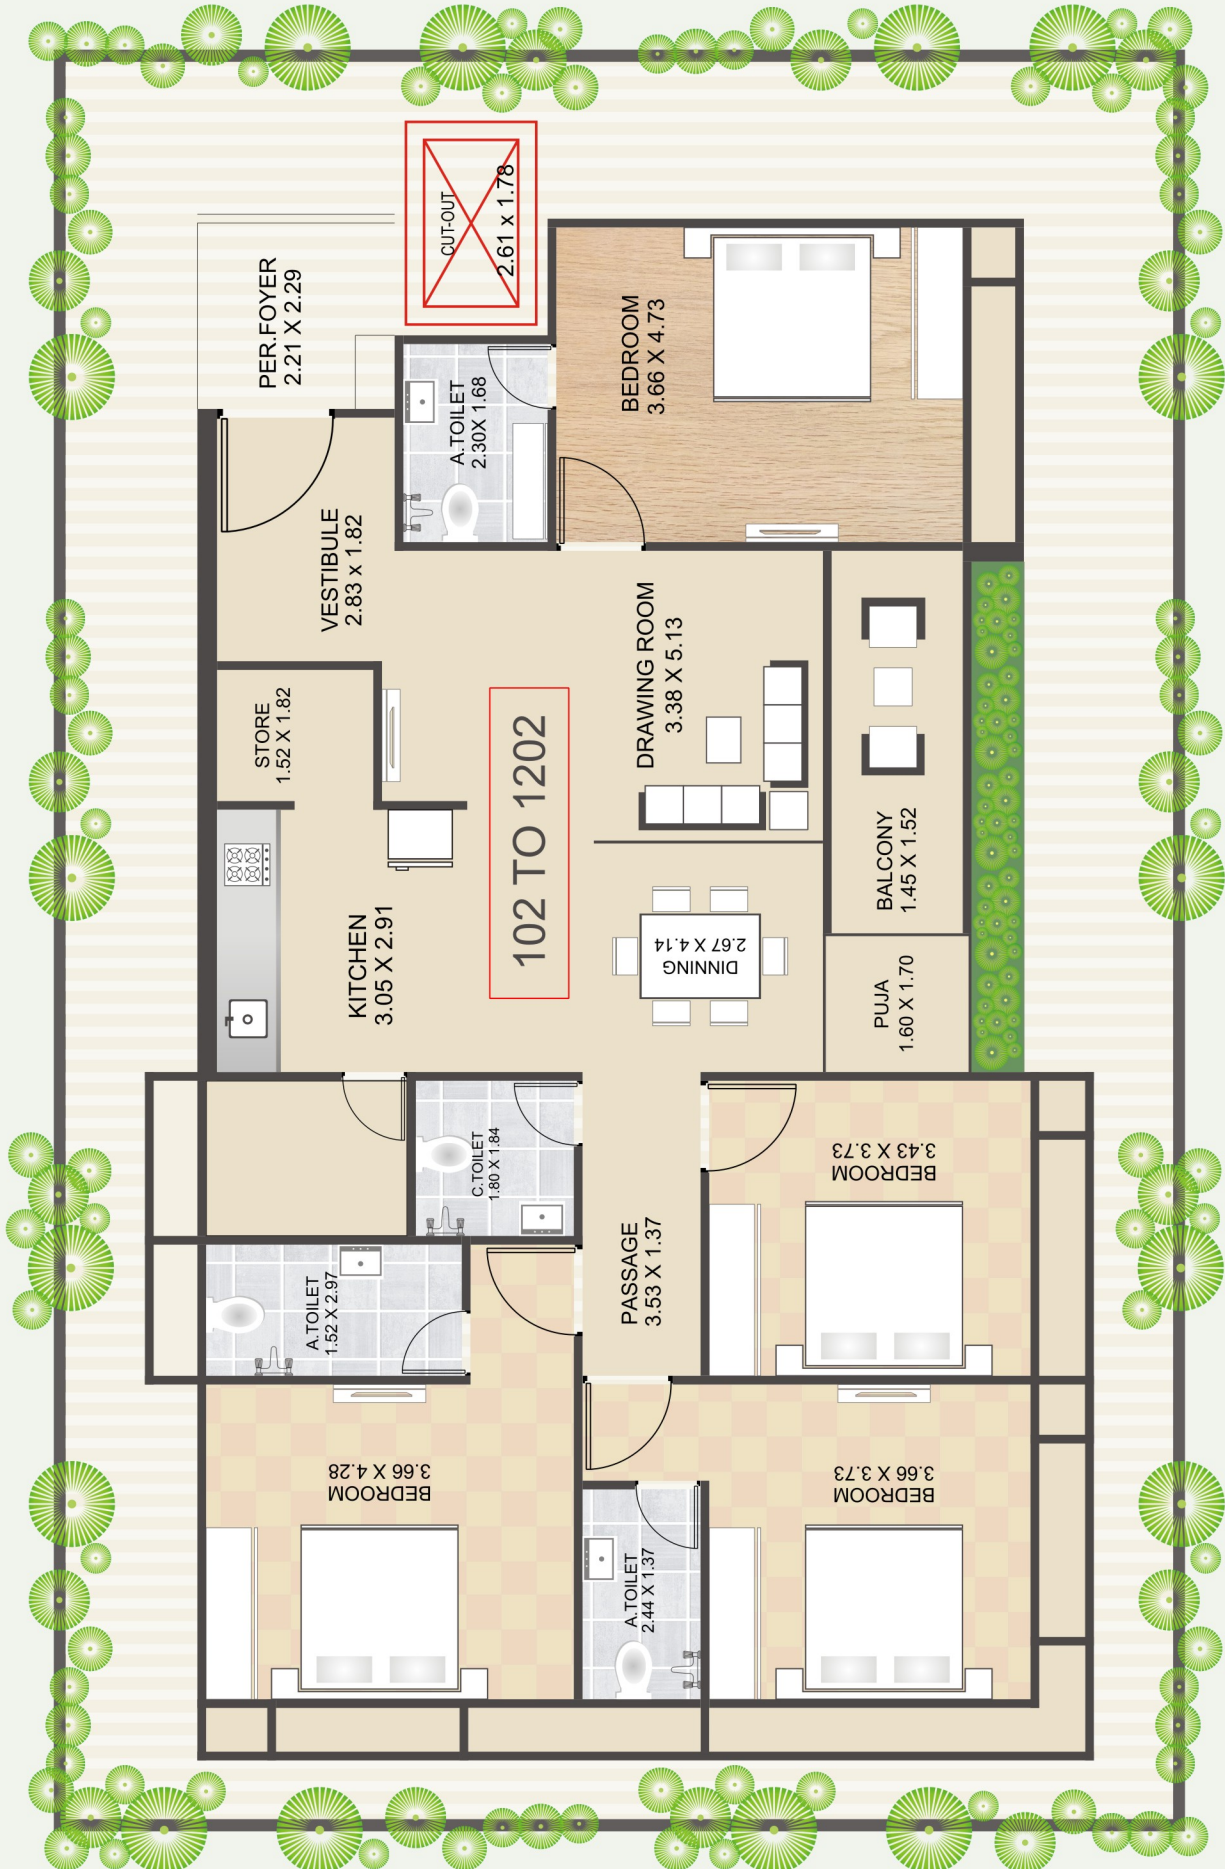 CUT-OUT
2.61 x 1.78
PER.FOYER
2.21 X 2.29
BEDROOM
3.66 X 4.73
A.TOILET
2.30X 1.68
VESTIBULE
2.83 x 1.82
STORE
1.52 X 1.82
DRAWING ROOM
3.38 X 5.13
102 TO 1202
BALCONY
1.45 X 1.52
KITCHEN
3.05 X 2.91
DINNING
2.67 X 4.14
PUJA
1.60 X 1.70
C.TOILET
1.80 X 1.84
BEDROOM
3.43 X 3.73
PASSAGE
3.53 X 1.37
A.TOILET
1.52 X 2.97
BEDROOM
3.66 X 4.28
BEDROOM
3.66 X 3.73
A.TOILET
2.44 X 1.37